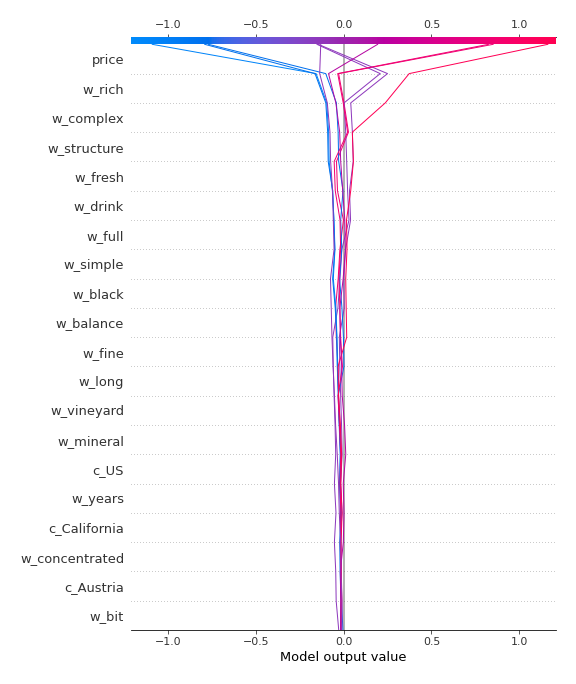 −1.0 −0.5 0.0 0.5 1.0
price
w_rich
w_complex
w_structure
w_fresh
w_drink
w_full
w_simple
w_black
w_balance
w_fine
w_long
w_vineyard
w_mineral
c_US
w_years
c_California
w_concentrated
c_Austria
w_bit
−1.0 −0.5 0.0 0.5 1.0
Model output value